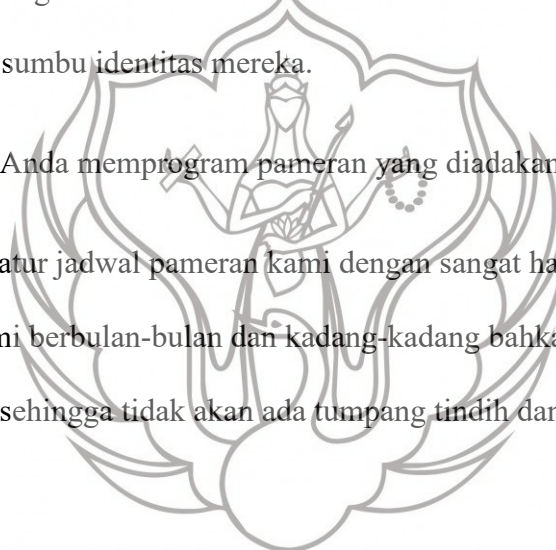 sumbu identitas mereka.
Anda memprogram pameran yang diadakan
atur jadwal pameran kami dengan sangat ha
berbulan-bulan dan kadang-kadang bahka
sehingga tidak akan ada tumpang tindih dan